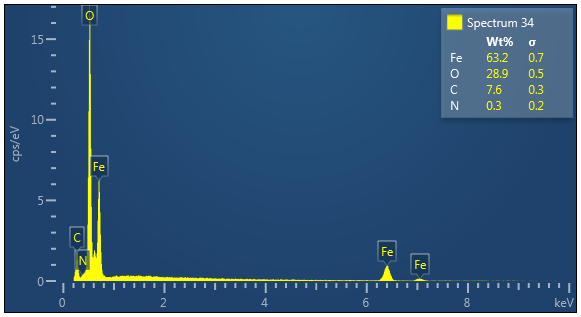 Spectrum 34
Wt% σ
Fe 63.2 0.7
O 28.9 0.5
C 7.6 0.3
N 0.3 0.2
cps/eV
15
10
5
0
O
Fe
C
N
Fe
Fe
0 2 4 6 8 keV